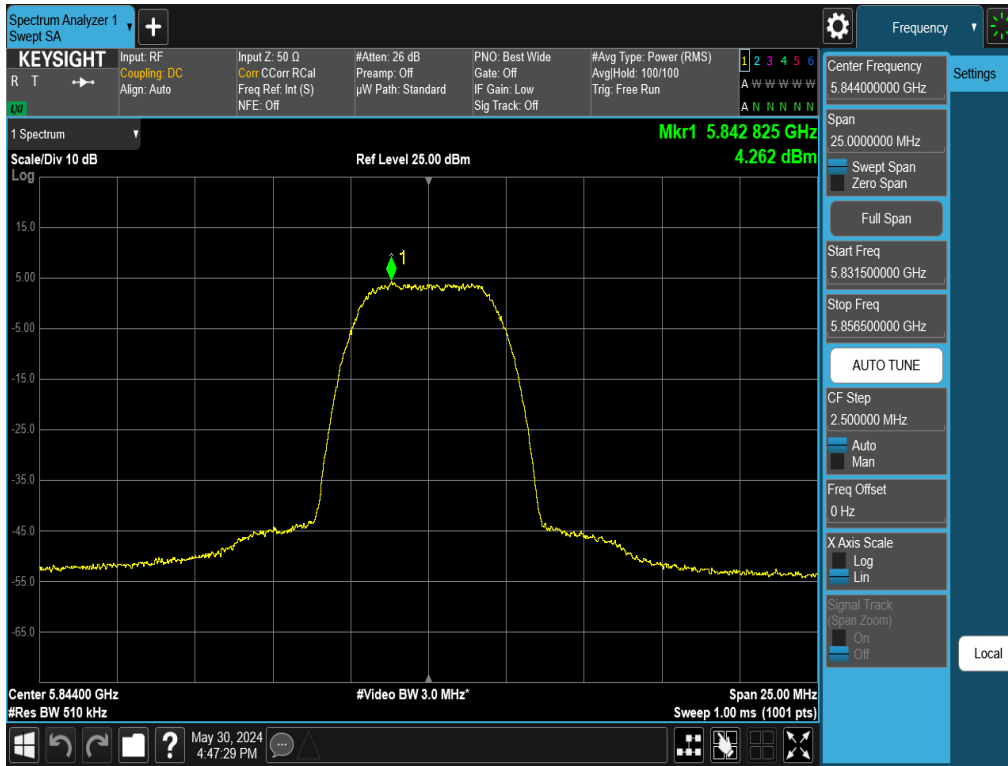 Spectrum Analyzer 1
Swept SA
+
Frequency
KEYSIGHT
R T
LXI
Input: RF
Coupling: DC
Align: Auto
Input Z: 50 Ω
Corr CCorr RCal
Freq Ref: Int (S)
NFE: Off
#Atten: 26 dB
Preamp: Off
µW Path: Standard
PNO: Best Wide
Gate: Off
IF Gain: Low
Sig Track: Off
#Avg Type: Power (RMS)
Avg|Hold: 100/100
Trig: Free Run
1 2 3 4 5 6
A W W W W W
A N N N N N
1 Spectrum
Scale/Div 10 dB
Log
Ref Level 25.00 dBm
Mkr1 5.842 825 GHz
4.262 dBm
1
15.0
5.00
-5.00
-15.0
-25.0
-35.0
-45.0
-55.0
-65.0
Center 5.84400 GHz
#Res BW 510 kHz
#Video BW 3.0 MHz*
Span 25.00 MHz
Sweep 1.00 ms (1001 pts)
Center Frequency
5.844000000 GHz
Span
25.0000000 MHz
Swept Span
Zero Span
Full Span
Start Freq
5.831500000 GHz
Stop Freq
5.856500000 GHz
AUTO TUNE
CF Step
2.500000 MHz
Auto
Man
Freq Offset
0 Hz
X Axis Scale
Log
Lin
Signal Track
(Span Zoom)
On
Off
Settings
Local
?
May 30, 2024
4:47:29 PM